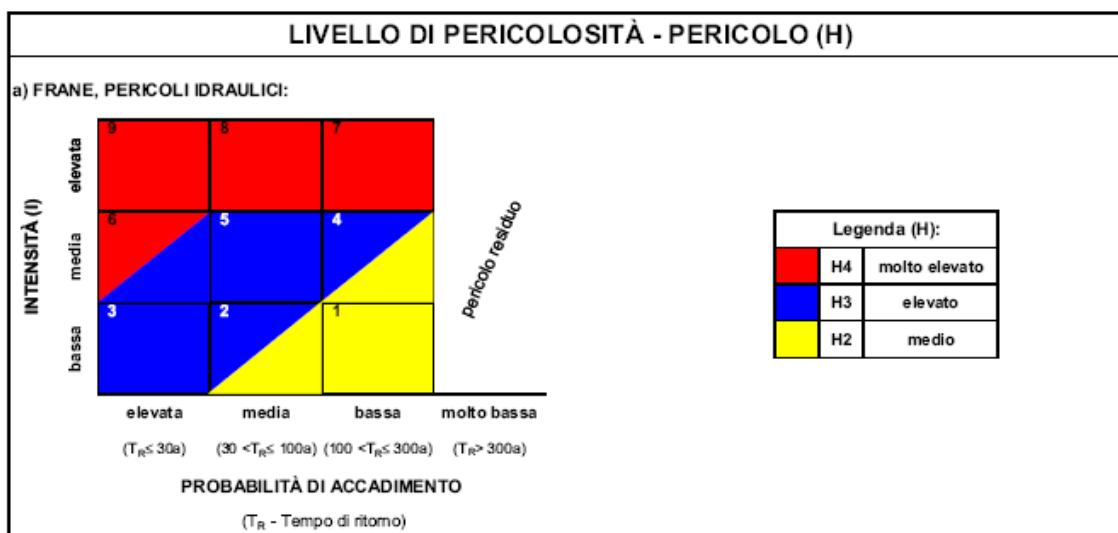 LIVELLO DI PERICOLOSITÀ - PERICOLO (H)
a) FRANE, PERICOLI IDRAULICI:
INTENSITÀ (I)
elevata
9 8 7
media
6 5 4
bassa
3 2 1
pericolo residuo
elevata media bassa molto bassa
(TR≤ 30a) (30 <TR≤ 100a) (100 <TR≤ 300a) (TR> 300a)
PROBABILITÀ DI ACCADIMENTO
(TR - Tempo di ritorno)
Legenda (H):
H4 molto elevato
H3 elevato
H2 medio